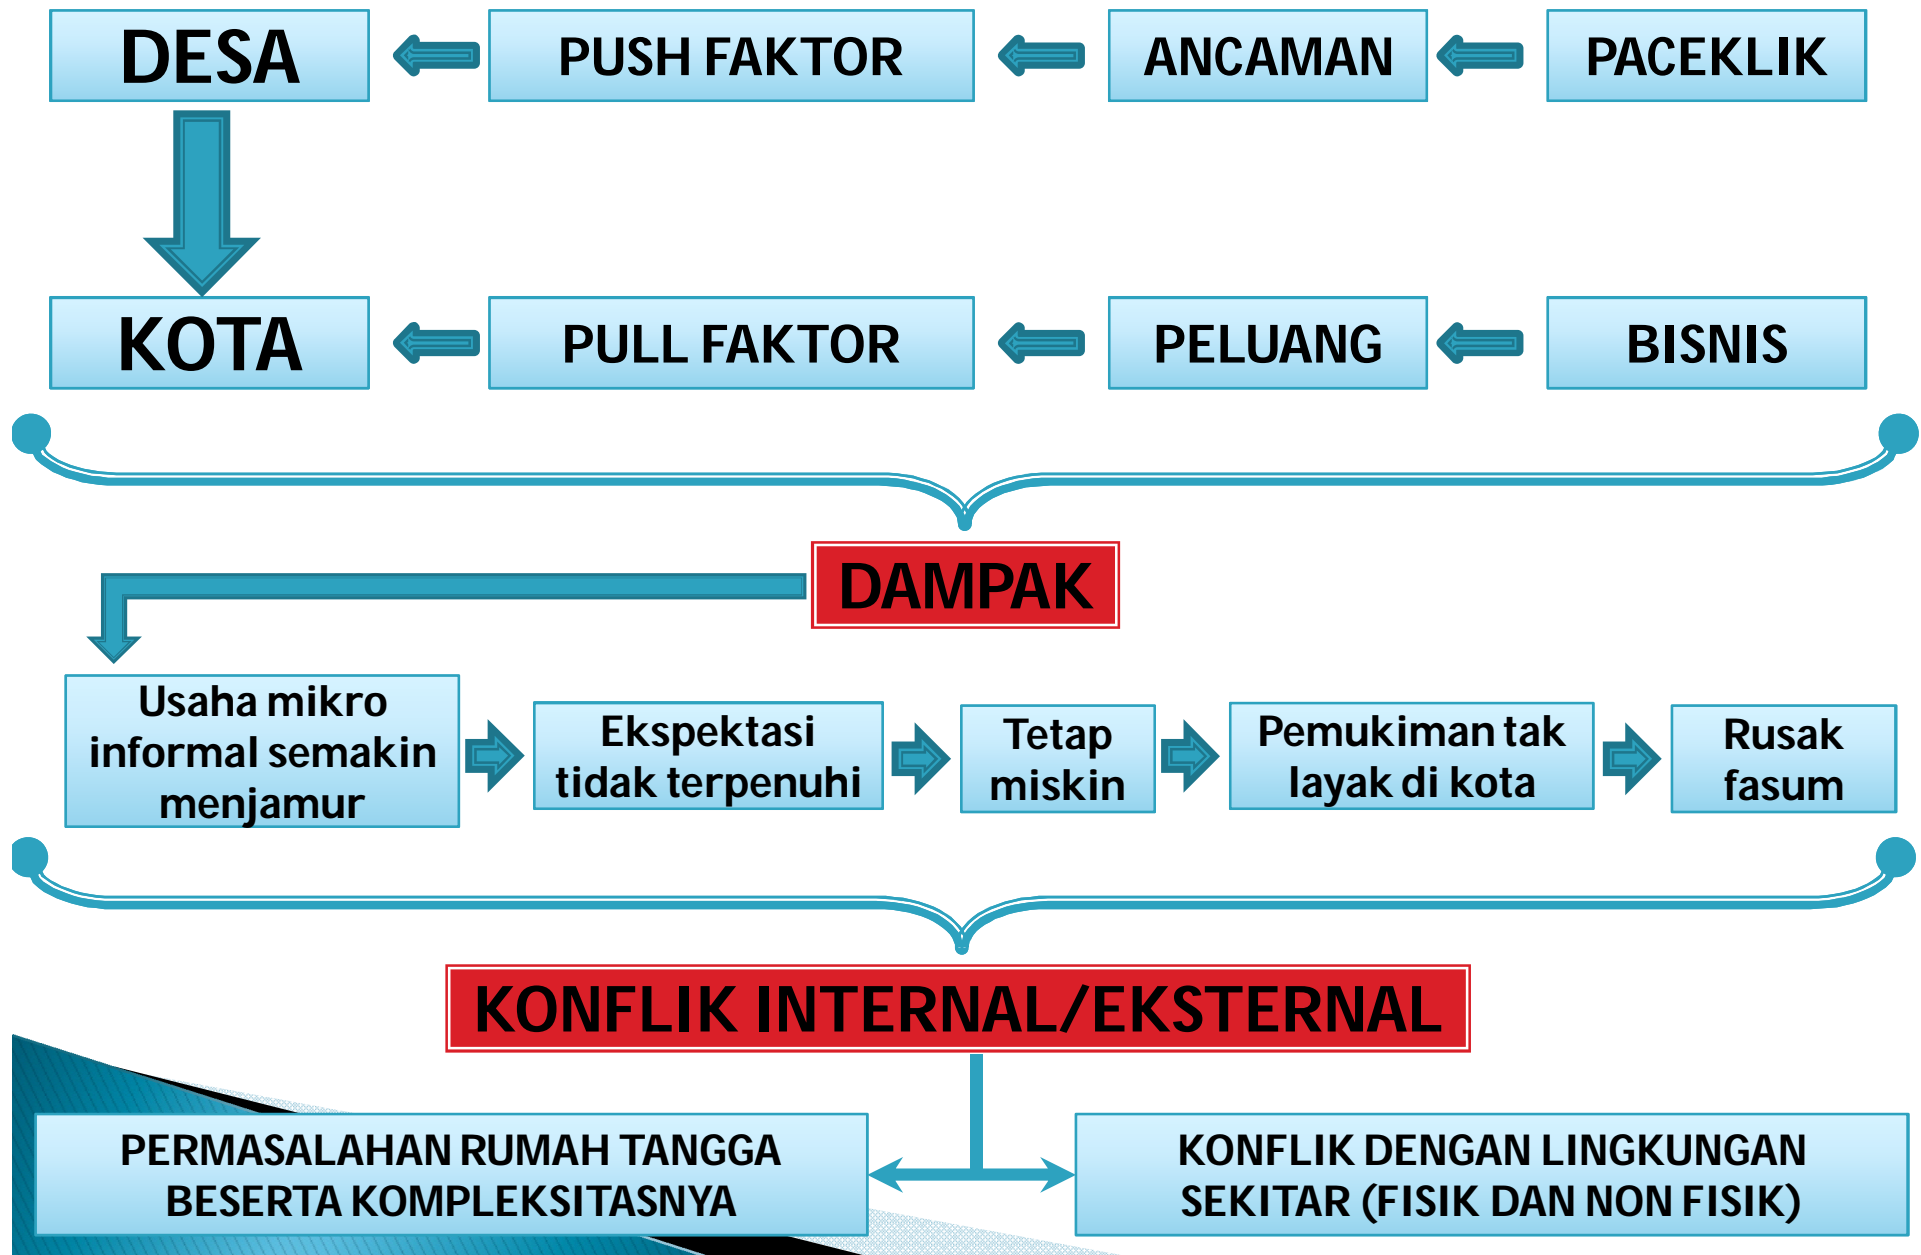 DESA
PUSH FAKTOR
ANCAMAN
PACEKLIK
KOTA
PULL FAKTOR
PELUANG
BISNIS
DAMPAK
Usaha mikro
informal semakin
menjamur
Ekspektasi
tidak terpenuhi
Tetap
miskin
Pemukiman tak
layak di kota
Rusak
fasum
KONFLIK INTERNAL/EKSTERNAL
PERMASALAHAN RUMAH TANGGA
BESERTA KOMPLEKSITASNYA
KONFLIK DENGAN LINGKUNGAN
SEKITAR (FISIK DAN NON FISIK)